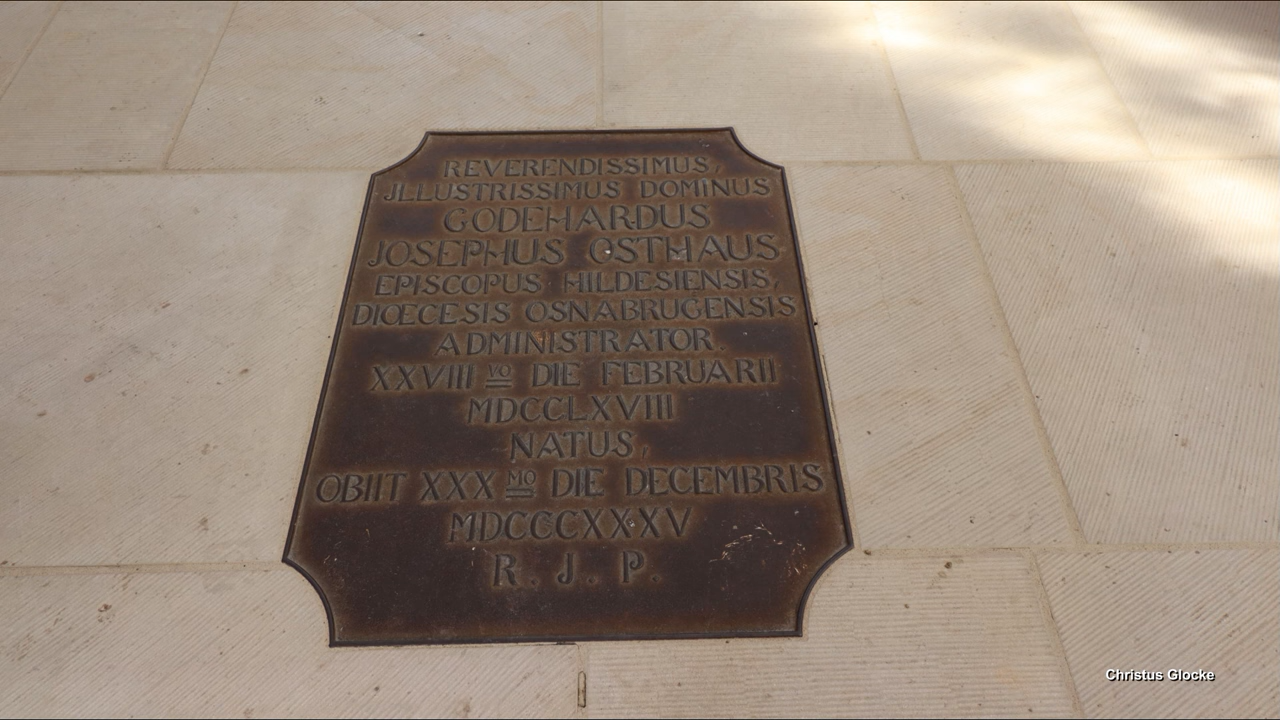 REVERENDISSIMUS,
JLLUSTRISSIMUS DOMINUS
GODEHARDUS
JOSEPHUS OSTHAUS
EPISCOPUS HILDESIENSIS,
DIŒCESIS OSNABRUGENSIS
ADMINISTRATOR.
XXVIII VO DIE FEBRUARII
MDCCLXVIII
NATUS,
OBIIT XXX MO DIE DECEMBRIS
MDCCCXXXV
R. J. P.
Christus Glocke